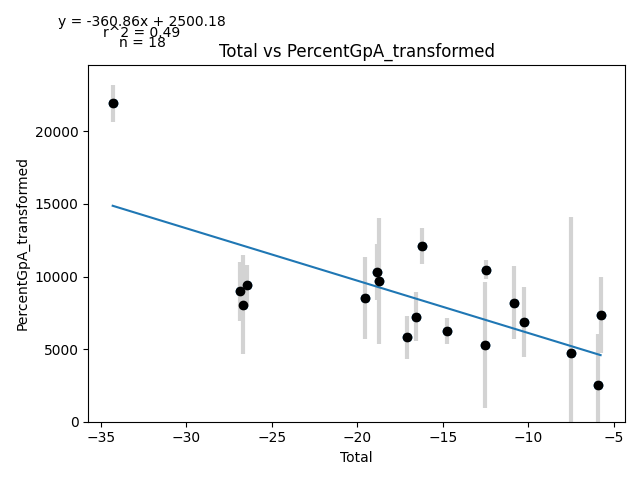 y = -360.86x + 2500.18
r^2 = 0.49
n = 18
Total vs PercentGpA_transformed
PercentGpA_transformed
20000
15000
10000
5000
0
−35
−30
−25
−20
−15
−10
−5
Total